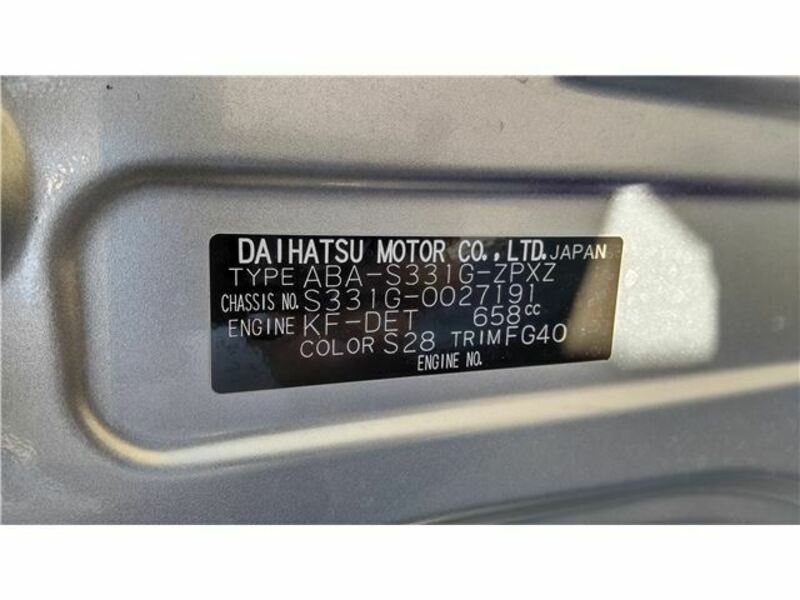 DAIHATSU MOTOR CO., LTD. JAPAN
TYPE ABA-S331G-ZPXZ
CHASSIS NO. S331G-0027191
ENGINE KF-DET 658cc
COLOR S28 TRIM FG40
ENGINE NO.